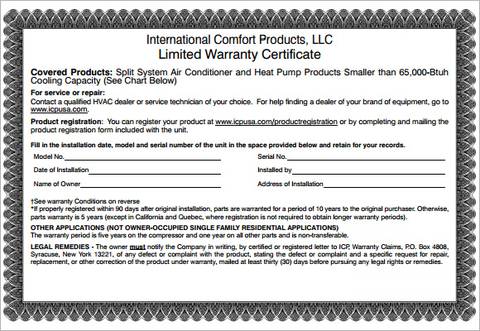 International Comfort Products, LLC
Limited Warranty Certificate
Covered Products: Split System Air Conditioner and Heat Pump Products Smaller than 65,000-Btuh
Cooling Capacity (See Chart Below)
For service or repair:
Contact a qualified HVAC dealer or service technician of your choice. For help finding a dealer of your brand of equipment, go to
www.icpusa.com.
Product registration: You can register your product at www.icpusa.com/productregistration or by completing and mailing the
product registration form included with the unit.
Fill in the installation date, model and serial number of the unit in the space provided below and retain for your records.
Model No. Serial No.
Date of Installation Installed by
Name of Owner Address of Installation
†See warranty Conditions on reverse
*If properly registered within 90 days after original installation, parts are warranted for a period of 10 years to the original purchaser. Otherwise,
parts warranty is 5 years (except in California and Quebec, where registration is not required to obtain longer warranty periods).
OTHER APPLICATIONS (NOT OWNER-OCCUPIED SINGLE FAMILY RESIDENTIAL APPLICATIONS)
The warranty period is five years on the compressor and one year on all other parts and is non-transferable.
LEGAL REMEDIES - The owner must notify the Company in writing, by certified or registered letter to ICP, Warranty Claims, P.O. Box 4808,
Syracuse, New York 13221, of any defect or complaint with the product, stating the defect or complaint and a specific request for repair,
replacement, or other correction of the product under warranty, mailed at least thirty (30) days before pursuing any legal rights or remedies.